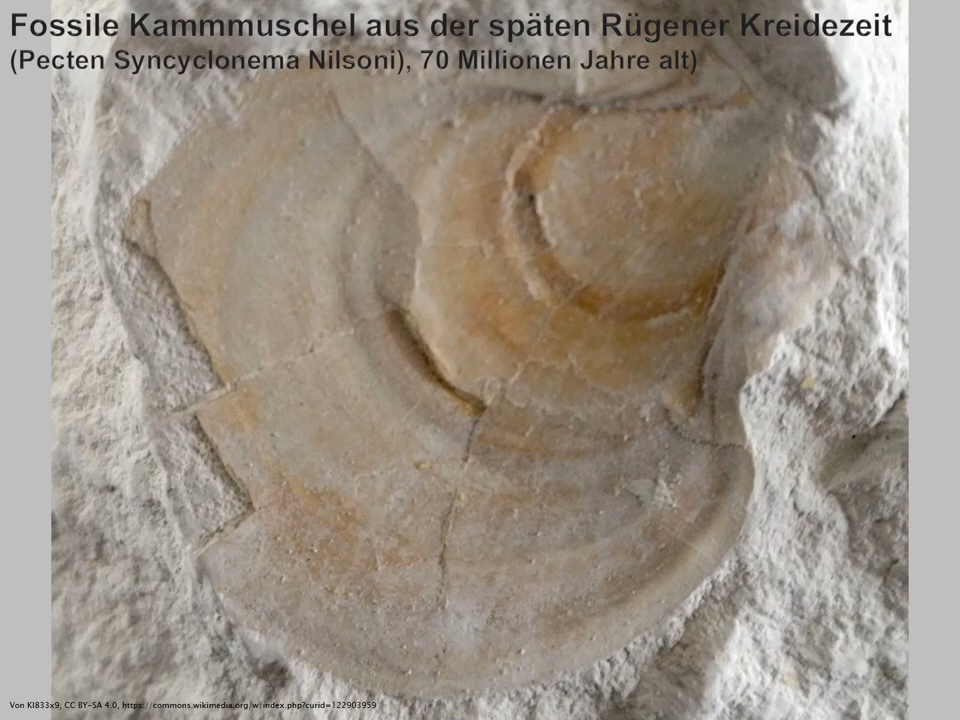 Fossile Kammmuschel aus der späten Rügener Kreidezeit
(Pecten Syncyclonema Nilsoni), 70 Millionen Jahre alt)
Von KI833x9, CC BY-SA 4.0, https://commons.wikimedia.org/w/index.php?curid=122903959